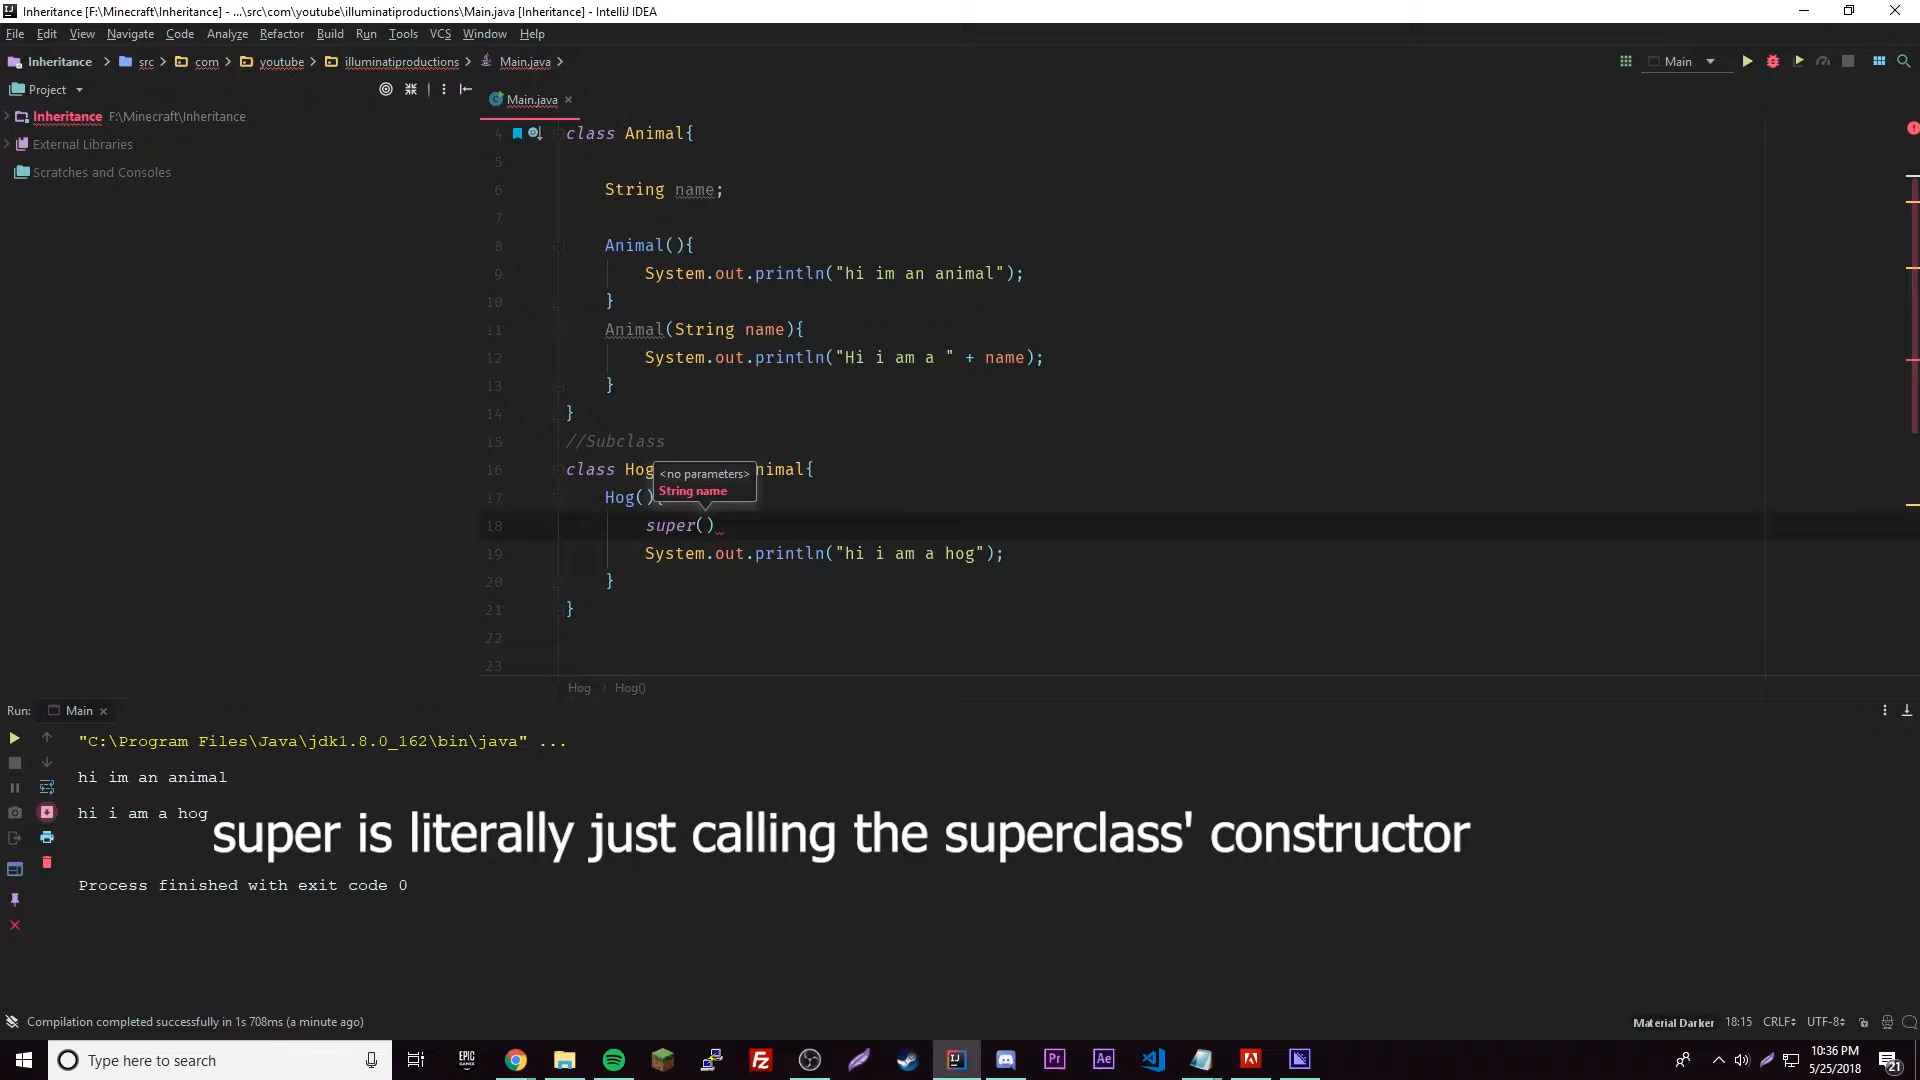 Inheritance [F:\Minecraft\Inheritance] - ...\src\com\youtube\illuminatiproductions\Main.java [Inheritance] - IntelliJ IDEA
File Edit View Navigate Code Analyze Refactor Build Run Tools VCS Window Help
Inheritance src com youtube illuminatiproductions Main.java
Main
Project
Main.java
Inheritance F:\Minecraft\Inheritance
External Libraries
Scratches and Consoles
4 class Animal{
5
6 String name;
7
8 Animal(){
9 System.out.println("hi im an animal");
10 }
11 Animal(String name){
12 System.out.println("Hi i am a " + name);
13 }
14 }
15 //Subclass
16 class Hog nimal{
<no parameters>
String name
17 Hog(){
18 super()
19 System.out.println("hi i am a hog");
20 }
21 }
22
23
Hog Hog()
Run: Main
"C:\Program Files\Java\jdk1.8.0_162\bin\java" ...
hi im an animal
hi i am a hog
super is literally just calling the superclass' constructor
Process finished with exit code 0
Compilation completed successfully in 1s 708ms (a minute ago)
Material Darker 18:15 CRLF UTF-8
Type here to search
EPIC GAMES
Fz
IJ
Pr
Ae
10:36 PM
5/25/2018
21